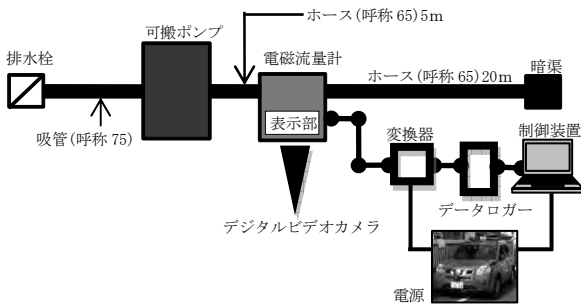 ホース(呼称 65)5m
可搬ポンプ
電磁流量計
排水栓
ホース(呼称 65)20m
暗渠
表示部
吸管(呼称 75)
変換器
制御装置
データロガー
デジタルビデオカメラ
電源